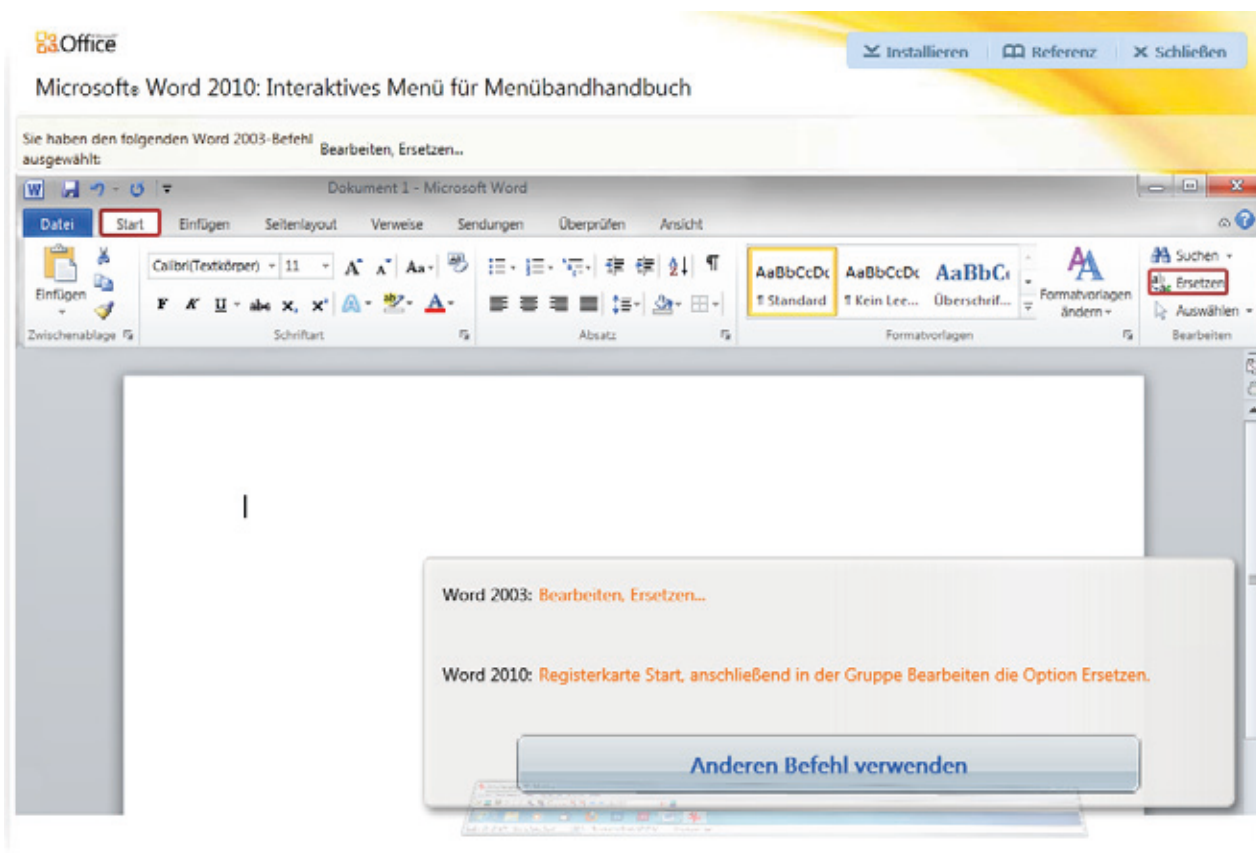 Office
Installieren Referenz Schließen
Microsoft® Word 2010: Interaktives Menü für Menübandhandbuch
Sie haben den folgenden Word 2003-Befehl
ausgewählt:
Bearbeiten, Ersetzen...
Dokument 1 - Microsoft Word
Datei Start Einfügen Seitenlayout Verweise Sendungen Überprüfen Ansicht
Calibri(Textkörper) 11 Aa
AaBbCcDc AaBbCcDc AaBbC
Suchen
Einfügen
F K U abc x, x² A
¶ Standard ¶ Kein Lee... Überschrif...
Formatvorlagen
ändern
Ersetzen
Auswählen
Zwischenablage Schriftart Absatz Formatvorlagen Bearbeiten
Word 2003: Bearbeiten, Ersetzen...
Word 2010: Registerkarte Start, anschließend in der Gruppe Bearbeiten die Option Ersetzen.
Anderen Befehl verwenden